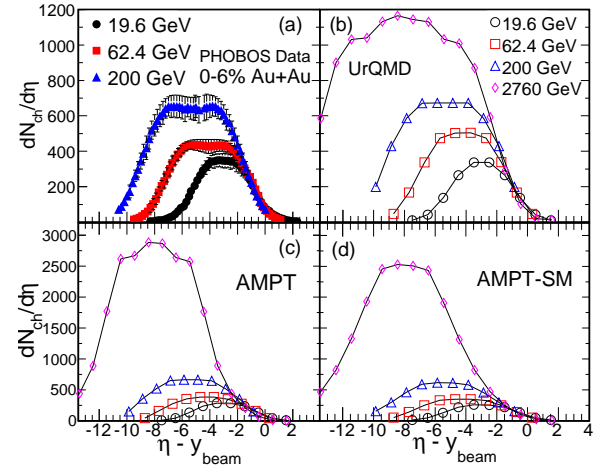 1200
1000
800
600
400
200
dN_ch/dη
19.6 GeV
62.4 GeV
200 GeV
(a)
PHOBOS Data
0-6% Au+Au
(b)
UrQMD
19.6 GeV
62.4 GeV
200 GeV
2760 GeV
3000
2500
2000
1500
1000
500
0
dN_ch/dη
(c)
AMPT
(d)
AMPT-SM
-12 -10 -8 -6 -4 -2 0
-12 -10 -8 -6 -4 -2 0 2 4
η - y_beam
η - y_beam